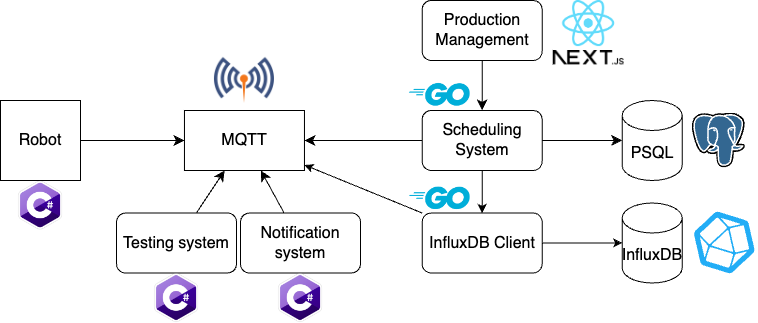 Production
Management
NEXT.JS
GO
Robot
MQTT
Scheduling
System
PSQL
C#
GO
Testing system
Notification
system
InfluxDB Client
InfluxDB
C#
C#